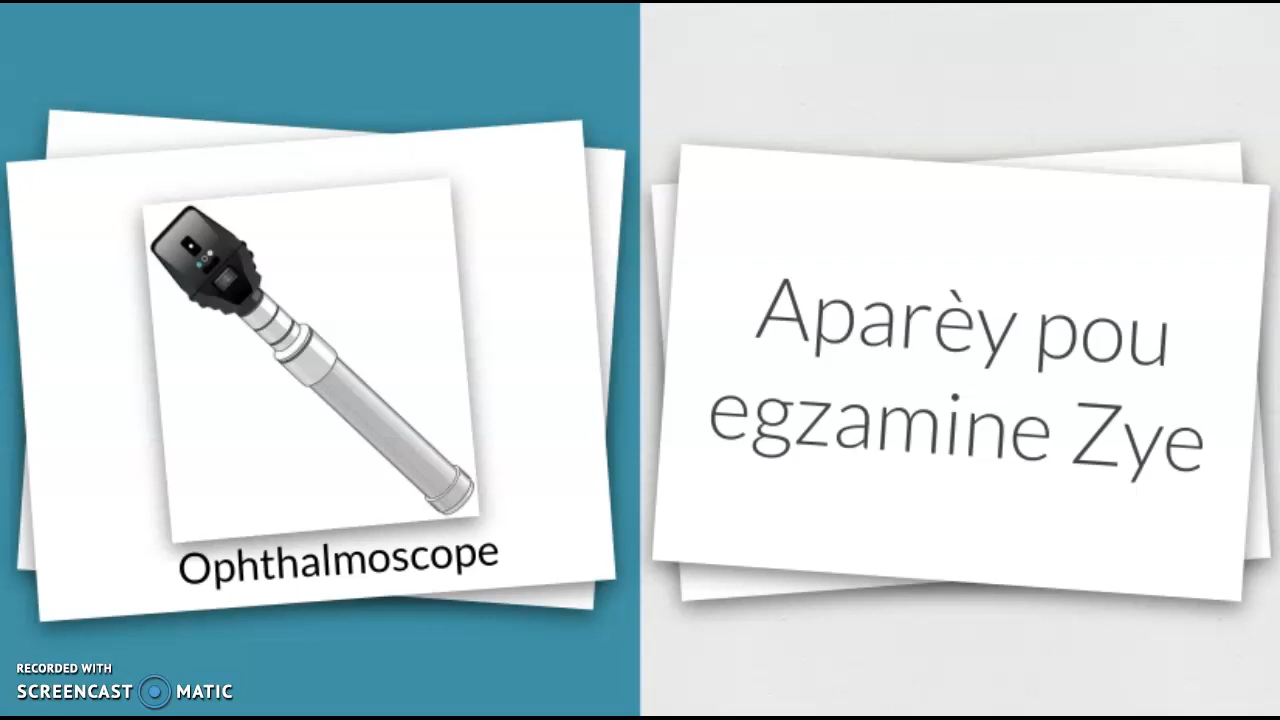 Ophthalmoscope
Aparèy pou
egzamine Zye
RECORDED WITH
SCREENCAST MATIC